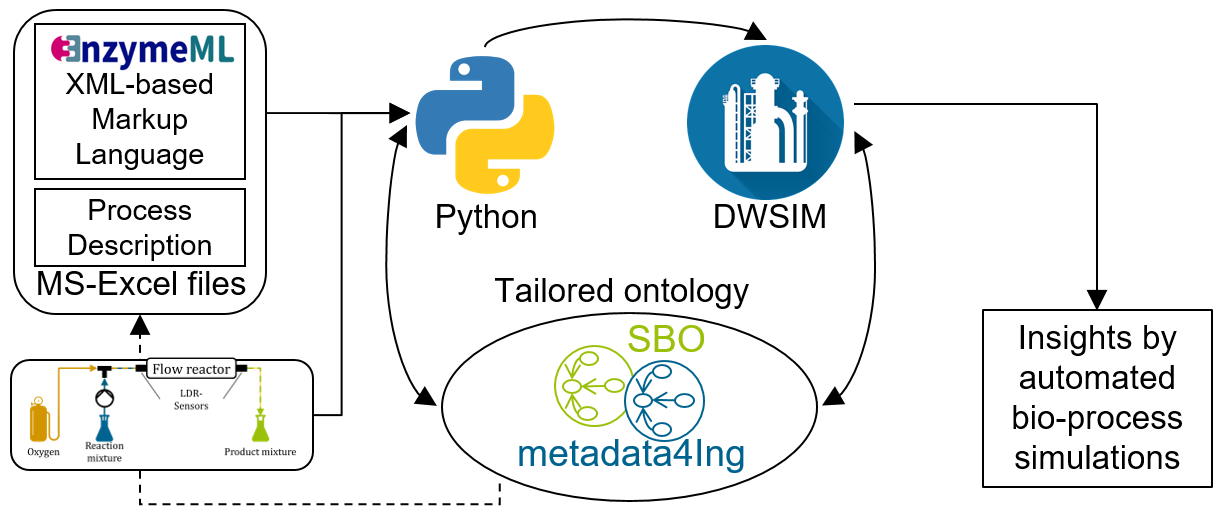 EnzymeML
XML-based
Markup
Language
Process
Description
MS-Excel files
Python
DWSIM
Tailored ontology
SBO
metadata4Ing
Flow reactor
LDR-
Sensors
Oxygen
Reaction
mixture
Product mixture
Insights by
automated
bio-process
simulations